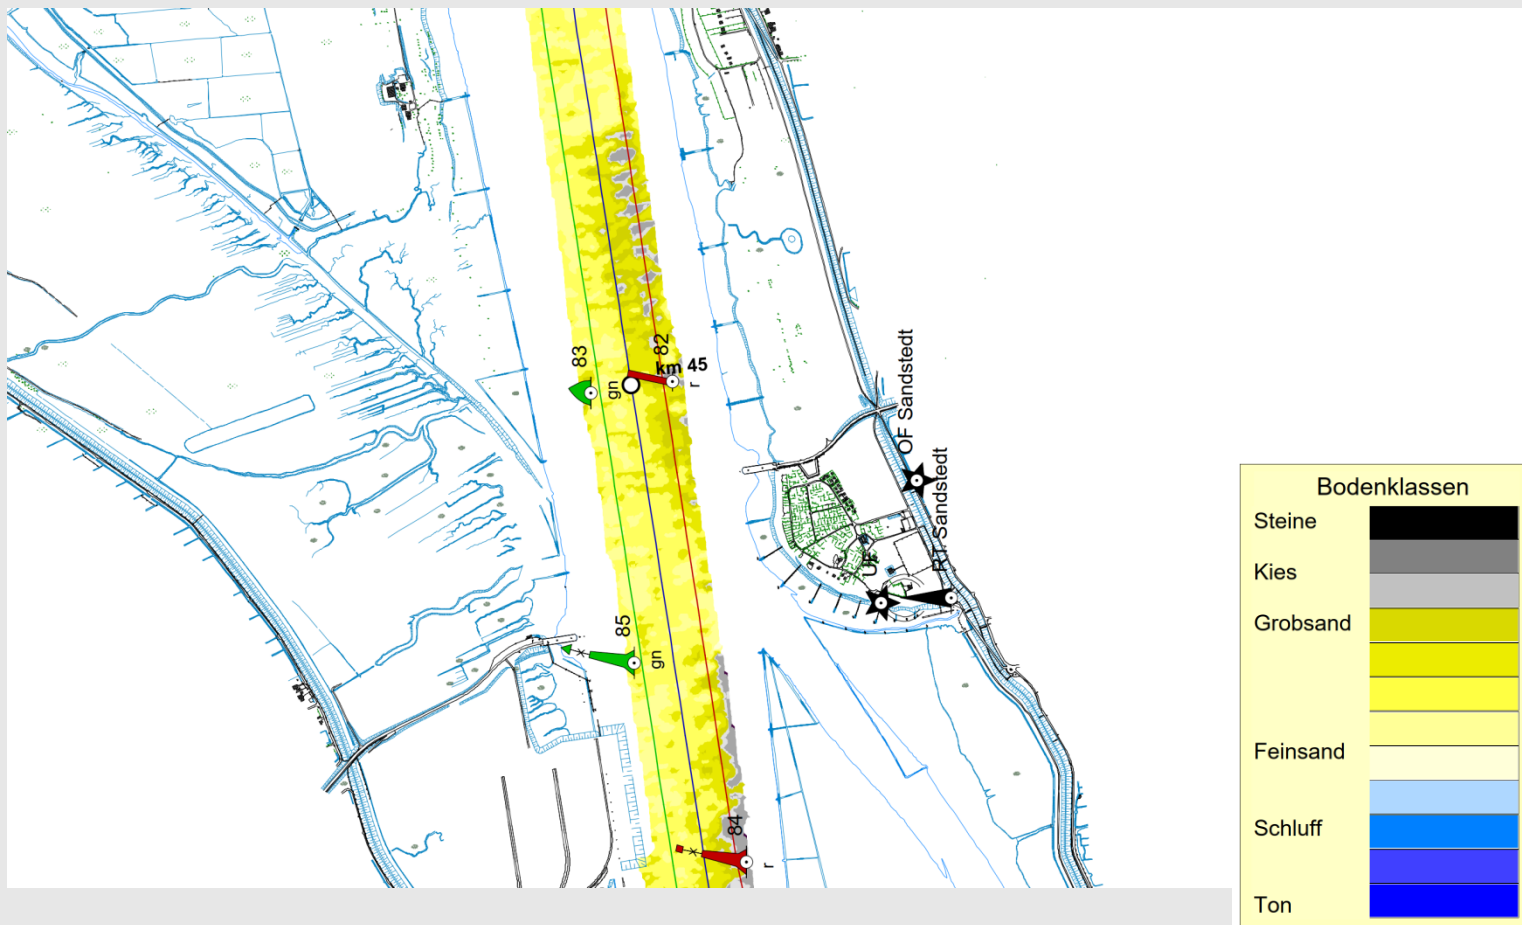 OF Sandstedt
82
83
km 45
r
gn
RT Sandstedt
UF
85
gn
84
r
Bodenklassen
Steine
Kies
Grobsand
Feinsand
Schluff
Ton